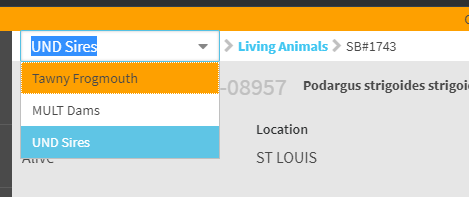 UND Sires Living Animals SB#1743
Tawny Frogmouth -08957 Podargus strigoides strigoi
MULT Dams Location
UND Sires
Alive ST LOUIS